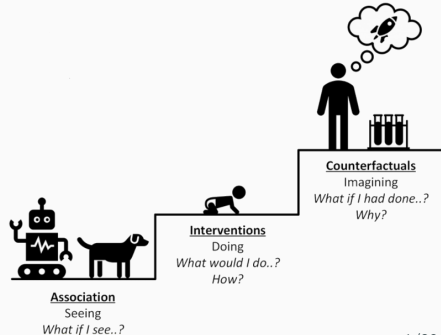 Counterfactuals
Imagining
What if I had done..?
Why?
Interventions
Doing
What would I do..?
How?
Association
Seeing
What if I see..?